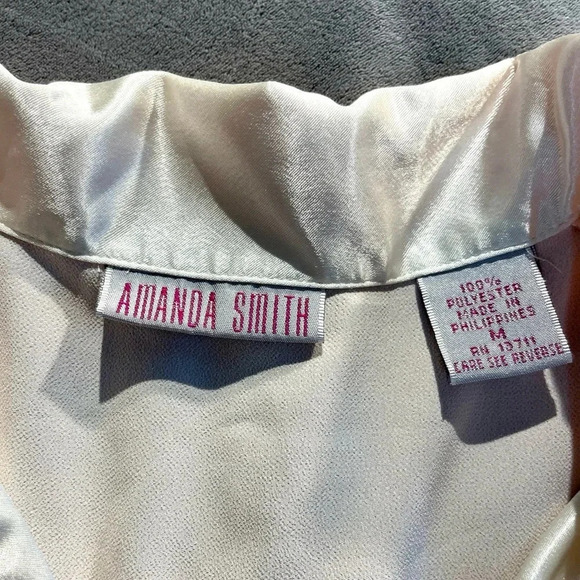 AMANDA SMITH
100%
POLYESTER
MADE IN
PHILIPPINES
M
RN 13711
CARE SEE REVERSE